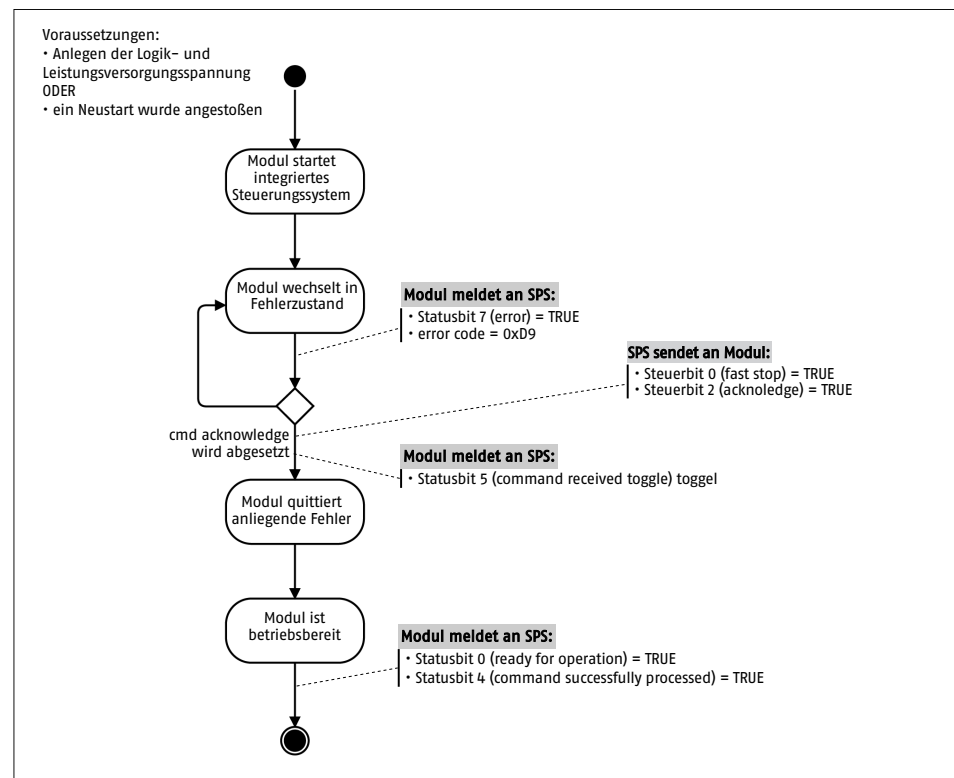 Voraussetzungen:
• Anlegen der Logik- und
Leistungsversorgungsspannung
ODER
• ein Neustart wurde angestoßen
Modul startet
integriertes
Steuerungssystem
Modul wechselt in
Fehlerzustand
Modul meldet an SPS:
• Statusbit 7 (error) = TRUE
• error code = 0xD9
SPS sendet an Modul:
• Steuerbit 0 (fast stop) = TRUE
• Steuerbit 2 (acknoledge) = TRUE
cmd acknowledge
wird abgesetzt
Modul meldet an SPS:
• Statusbit 5 (command received toggle) toggel
Modul quittiert
anliegende Fehler
Modul ist
betriebsbereit
Modul meldet an SPS:
• Statusbit 0 (ready for operation) = TRUE
• Statusbit 4 (command successfully processed) = TRUE